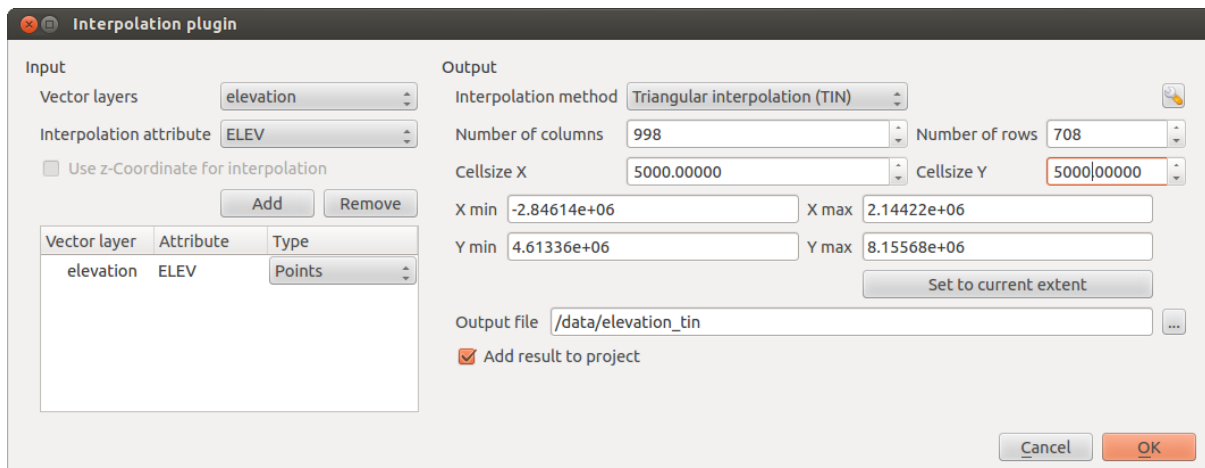 Interpolation plugin
Input
Vector layers elevation
Interpolation attribute ELEV
Use z-Coordinate for interpolation
Add Remove
Vector layer Attribute Type
elevation ELEV Points
Output
Interpolation method Triangular interpolation (TIN)
Number of columns 998 Number of rows 708
Cellsize X 5000.00000 Cellsize Y 5000.00000
X min -2.84614e+06 X max 2.14422e+06
Y min 4.61336e+06 Y max 8.15568e+06
Set to current extent
Output file /data/elevation_tin ...
Add result to project
Cancel OK